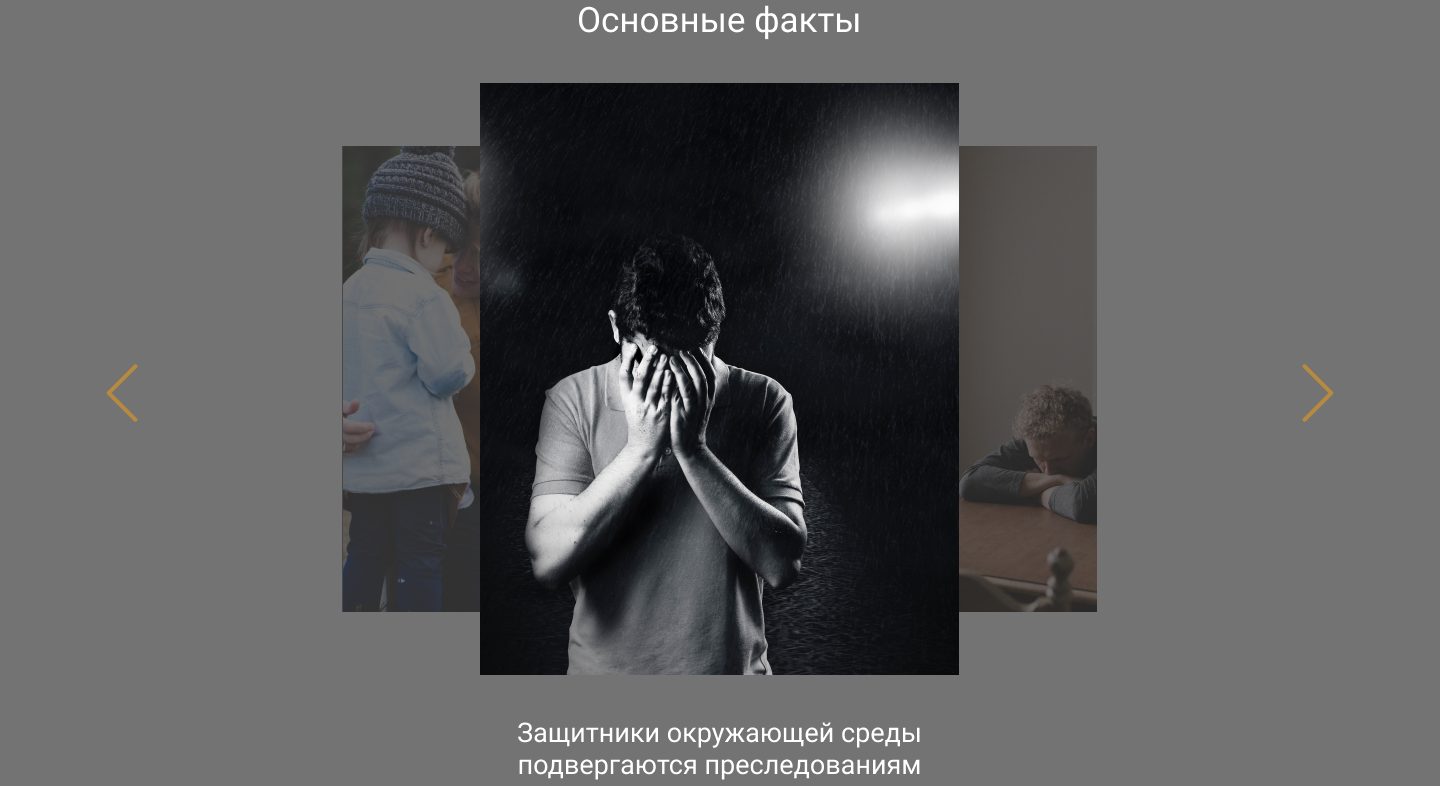 Основные факты
Защитники окружающей среды
подвергаются преследованиям